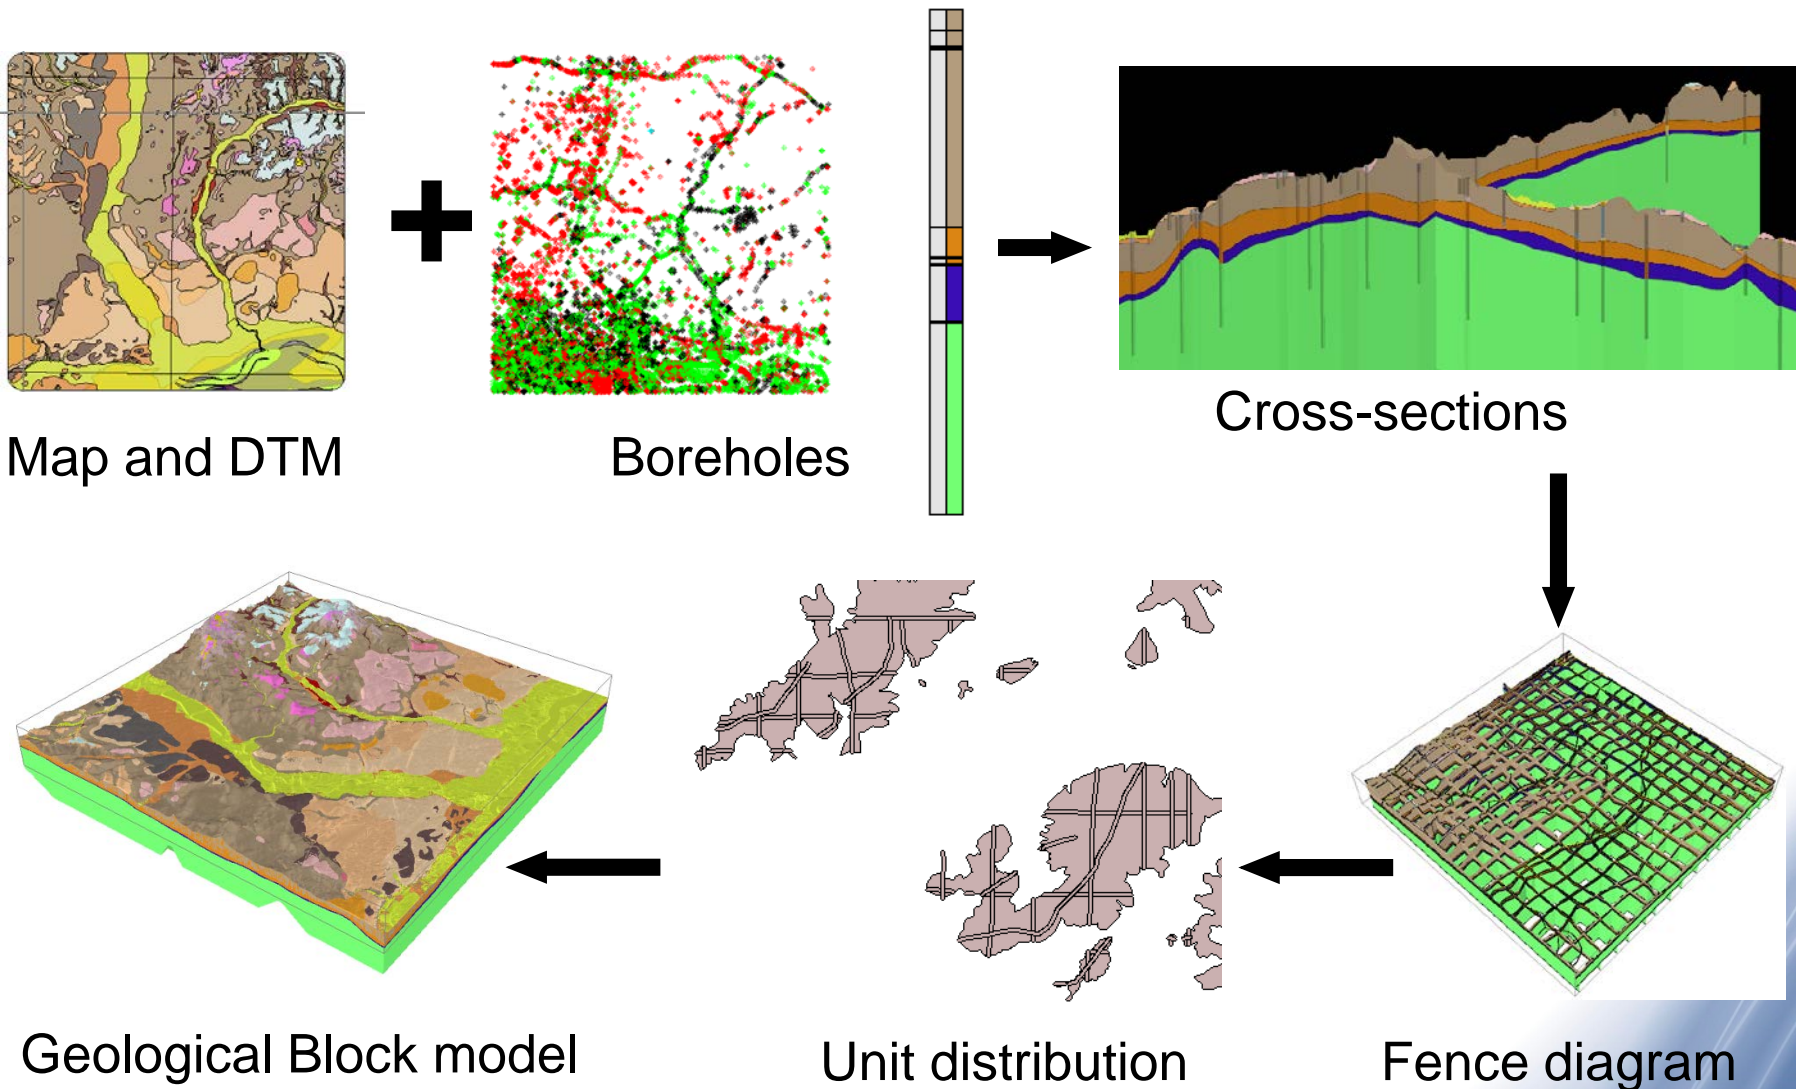 Map and DTM
Boreholes
Cross-sections
Geological Block model
Unit distribution
Fence diagram